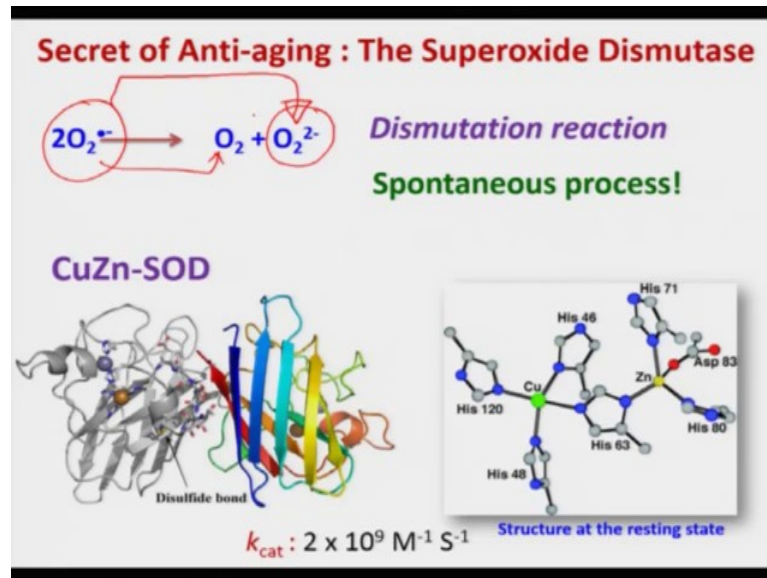 Secret of Anti-aging : The Superoxide Dismutase
2O₂•⁻ → O₂ + O₂²⁻
Dismutation reaction
Spontaneous process!
CuZn-SOD
Disulfide bond
His 71
His 46
Asp 83
Zn
Cu
His 120
His 63
His 80
His 48
Structure at the resting state
kcat : 2 x 10⁹ M⁻¹ S⁻¹